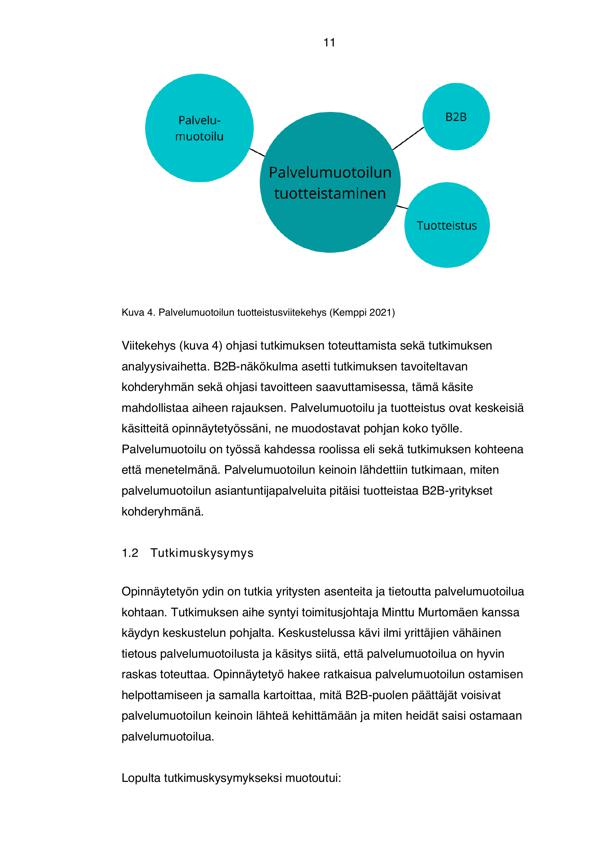 11
Palvelu-
muotoilu
B2B
Palvelumuotoilun
tuotteistaminen
Tuotteistus
Kuva 4. Palvelumuotoilun tuotteistusviitekehys (Kemppi 2021)
Viitekehys (kuva 4) ohjasi tutkimuksen toteuttamista sekä tutkimuksen
analyysivaihetta. B2B-näkökulma asetti tutkimuksen tavoiteltavan
kohderyhmän sekä ohjasi tavoitteen saavuttamisessa, tämä käsite
mahdollistaa aiheen rajauksen. Palvelumuotoilu ja tuotteistus ovat keskeisiä
käsitteitä opinnäytetyössäni, ne muodostavat pohjan koko työlle.
Palvelumuotoilu on työssä kahdessa roolissa eli sekä tutkimuksen kohteena
että menetelmänä. Palvelumuotoilun keinoin lähdettiin tutkimaan, miten
palvelumuotoilun asiantuntijapalveluita pitäisi tuotteistaa B2B-yritykset
kohderyhmänä.
1.2 Tutkimuskysymys
Opinnäytetyön ydin on tutkia yritysten asenteita ja tietoutta palvelumuotoilua
kohtaan. Tutkimuksen aihe syntyi toimitusjohtaja Minttu Murtomäen kanssa
käydyn keskustelun pohjalta. Keskustelussa kävi ilmi yrittäjien vähäinen
tietous palvelumuotoilusta ja käsitys siitä, että palvelumuotoilua on hyvin
raskas toteuttaa. Opinnäytetyö hakee ratkaisua palvelumuotoilun ostamisen
helpottamiseen ja samalla kartoittaa, mitä B2B-puolen päättäjät voisivat
palvelumuotoilun keinoin lähteä kehittämään ja miten heidät saisi ostamaan
palvelumuotoilua.
Lopulta tutkimuskysymykseksi muotoutui: